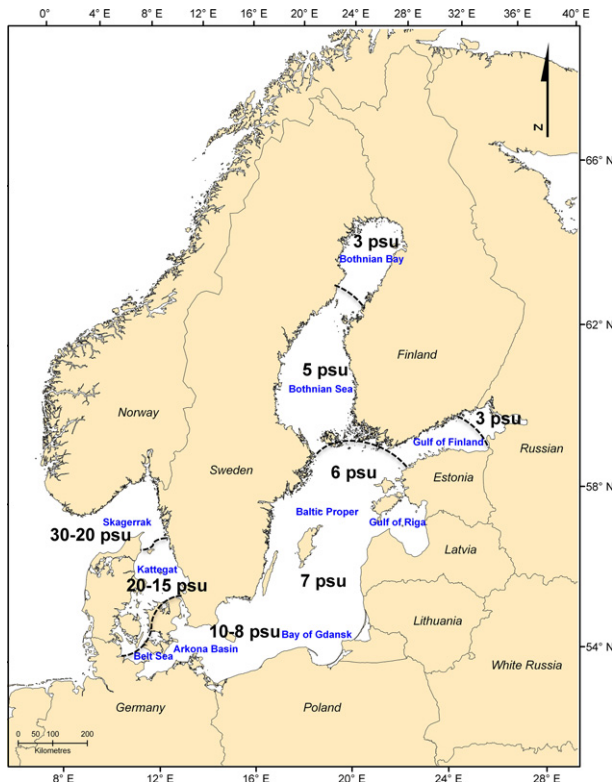 0° 4° 8° 12° 16° 20° 24° 28° 32° 36° 40° E
N
66° N
3 psu
Bothnian Bay
62° N
5 psu
Bothnian Sea
Finland
Norway
3 psu
Gulf of Finland
Russian
Sweden
6 psu
Estonia
58° N
Skagerrak
Baltic Proper
Gulf of Riga
30-20 psu
Latvia
Kattegat
20-15 psu
7 psu
Lithuania
10-8 psu
Bay of Gdansk
Arkona Basin
Belt Sea
54° N
White Russia
Germany
Poland
0 50 100 200
Kilometres
8° E 12° E 16° E 20° E 24° E 28° E